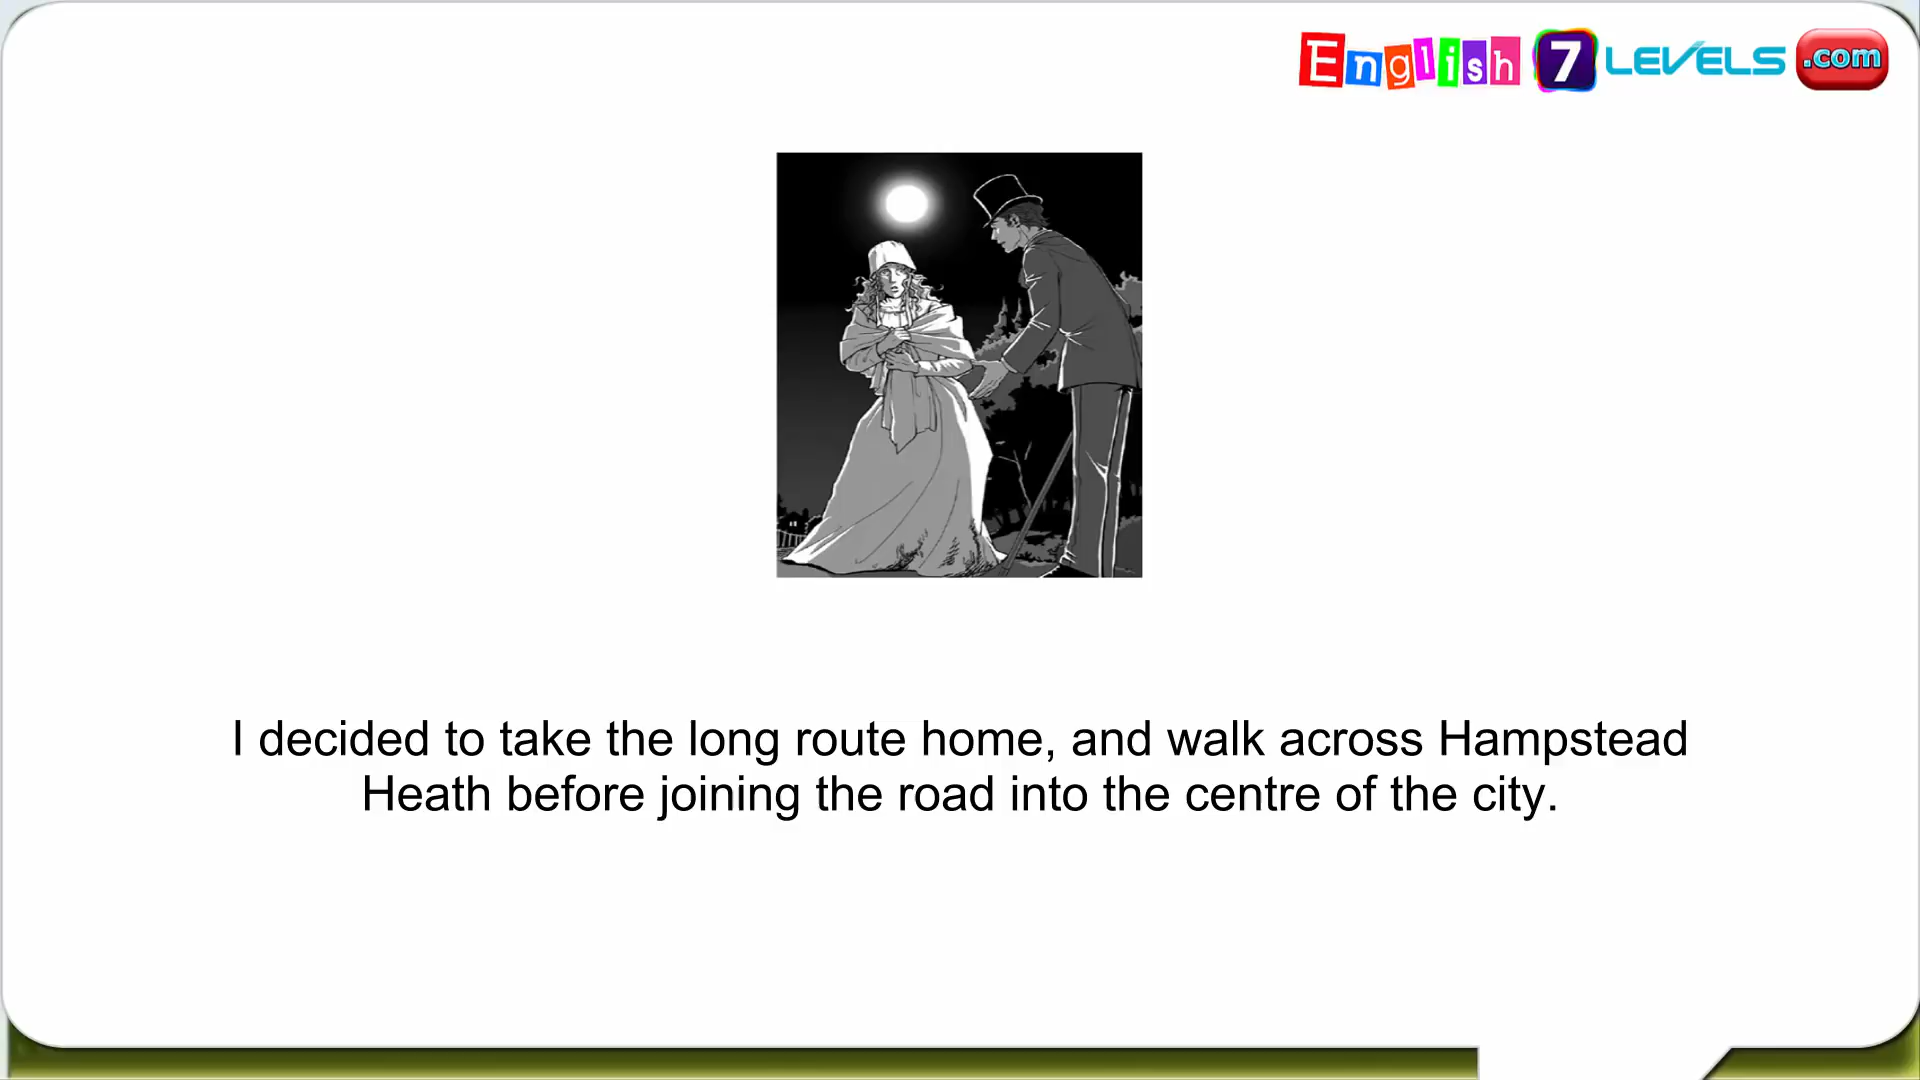 English 7 LEVELS .com
I decided to take the long route home, and walk across Hampstead
Heath before joining the road into the centre of the city.